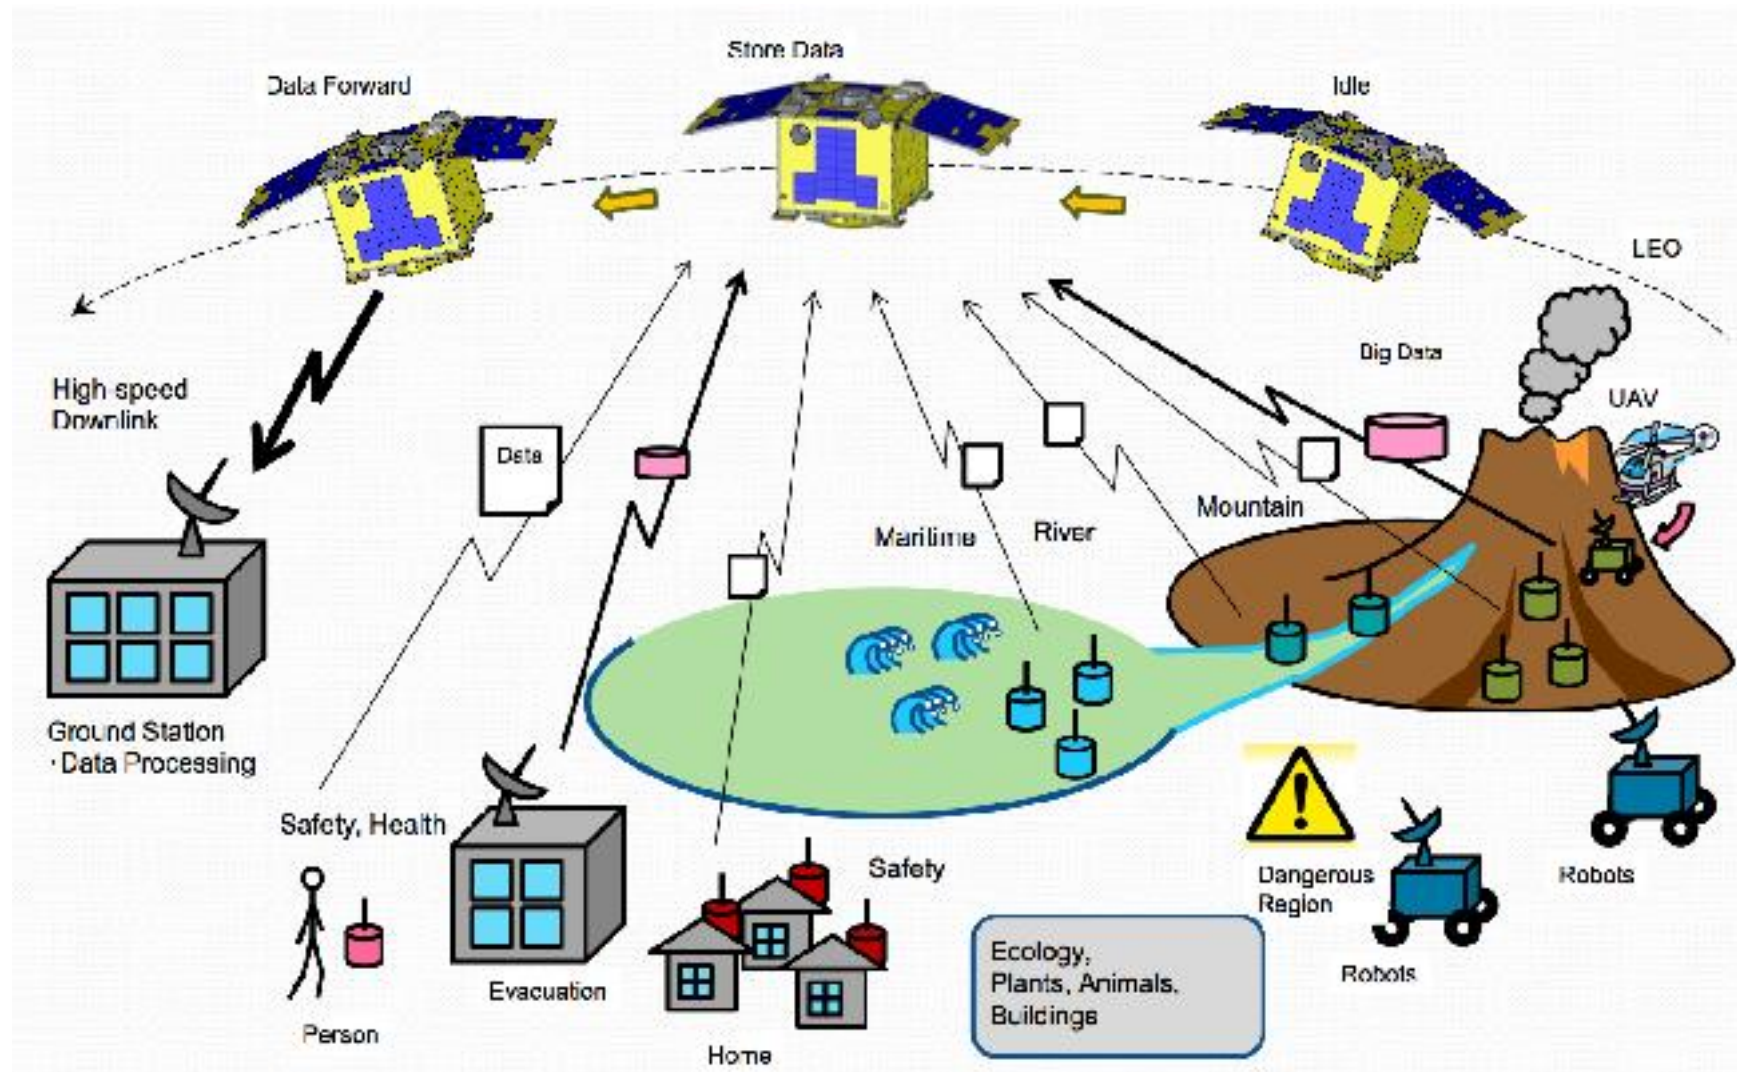 Store Data
Data Forward
Idle
LEO
Big Data
High-speed
Downlink
UAV
Data
Mountain
Maritime
River
Ground Station
・Data Processing
Safety, Health
Safety
Dangerous
Region
Robots
Ecology,
Plants, Animals,
Buildings
Robots
Evacuation
Person
Home